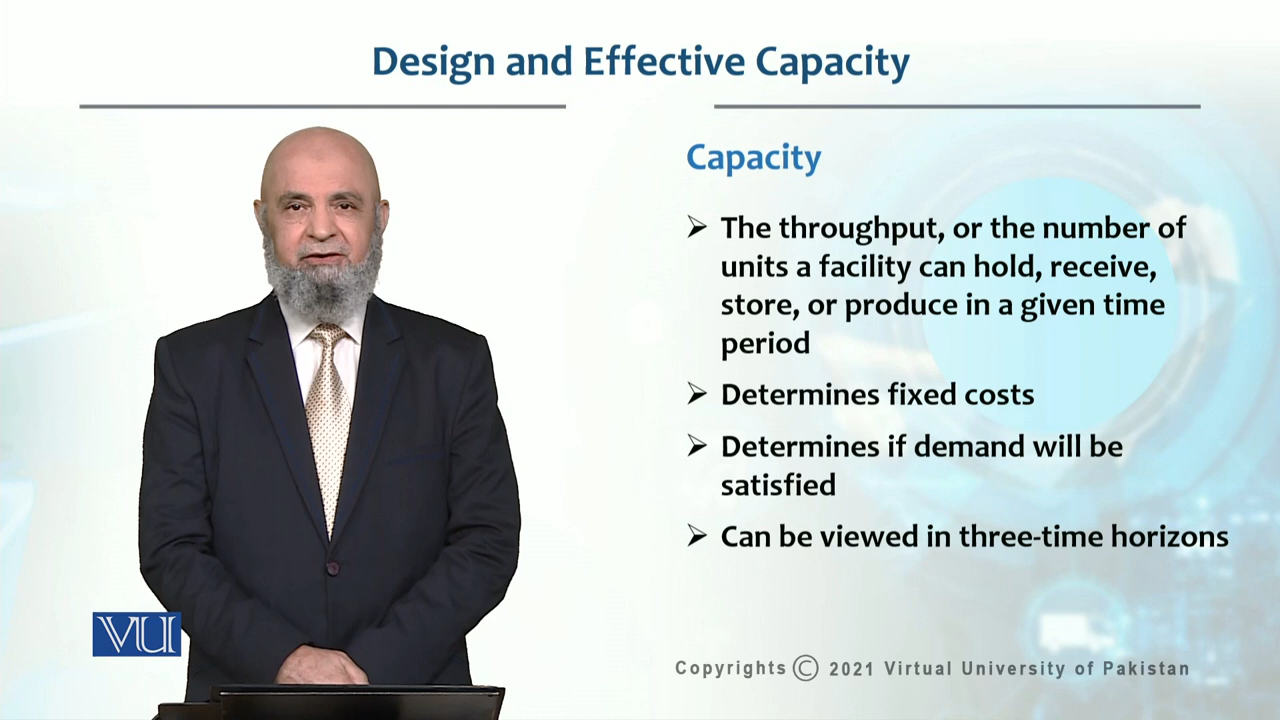 Design and Effective Capacity
Capacity
➢ The throughput, or the number of
units a facility can hold, receive,
store, or produce in a given time
period
➢ Determines fixed costs
➢ Determines if demand will be
satisfied
➢ Can be viewed in three-time horizons
VU
Copyrights © 2021 Virtual University of Pakistan